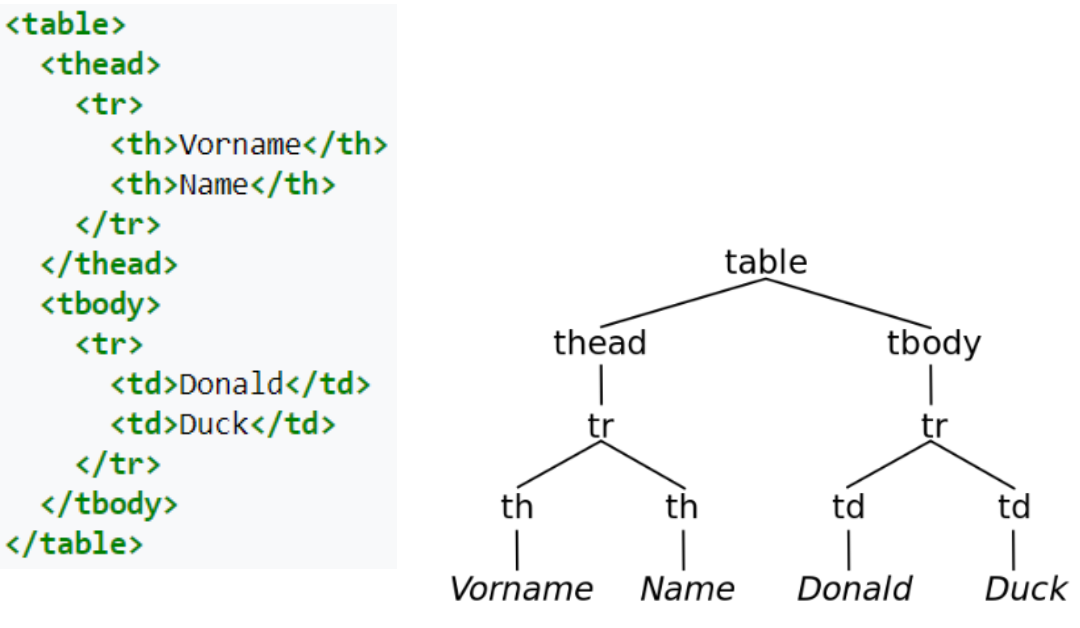 <table>
<thead>
<tr>
<th>Vorname</th>
<th>Name</th>
</tr>
</thead>
<tbody>
<tr>
<td>Donald</td>
<td>Duck</td>
</tr>
</tbody>
</table>
table
thead tbody
tr tr
th th td td
Vorname Name Donald Duck